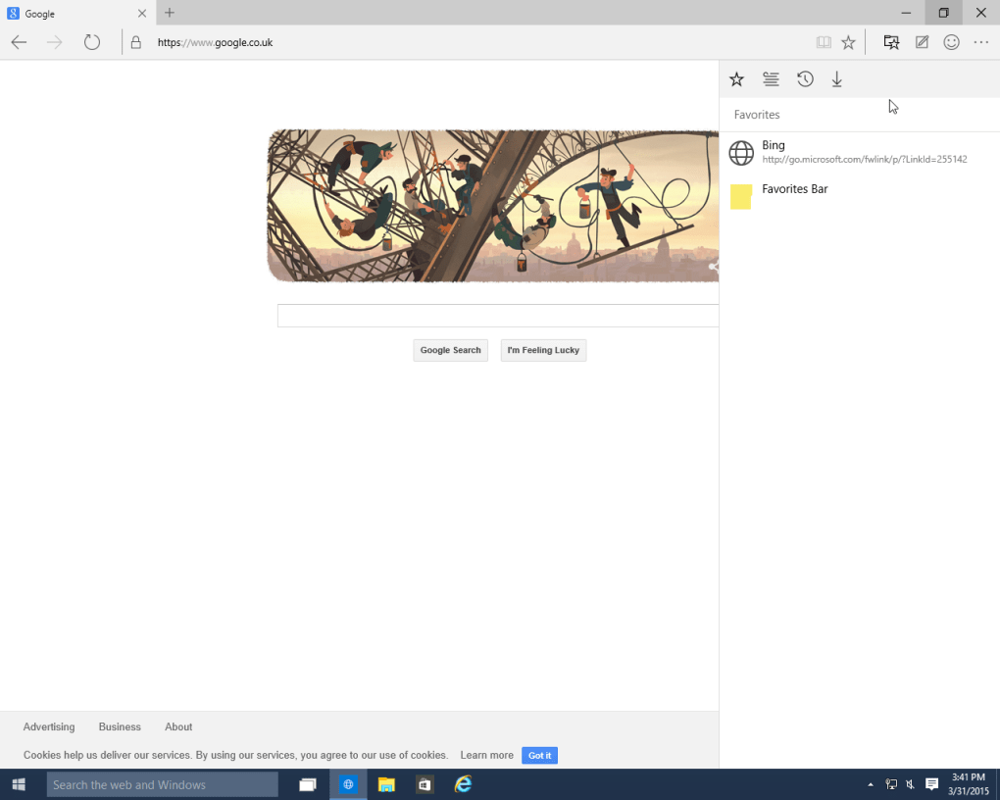 Google
https://www.google.co.uk
Favorites
Bing
http://go.microsoft.com/fwlink/p/?LinkId=255142
Favorites Bar
Google Search
I'm Feeling Lucky
Advertising
Business
About
Cookies help us deliver our services. By using our services, you agree to our use of cookies.
Learn more
Got it
Search the web and Windows
3:41 PM
3/31/2015